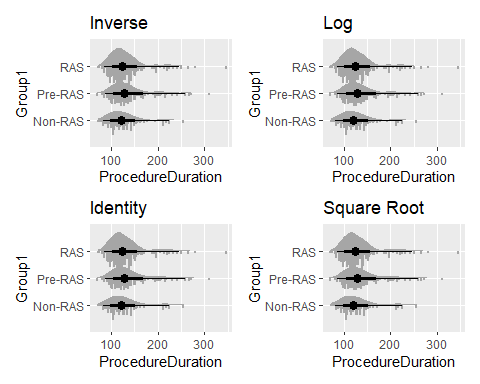 Inverse
Group1
RAS
Pre-RAS
Non-RAS
100 200 300
ProcedureDuration
Log
Group1
RAS
Pre-RAS
Non-RAS
100 200 300
ProcedureDuration
Identity
Group1
RAS
Pre-RAS
Non-RAS
100 200 300
ProcedureDuration
Square Root
Group1
RAS
Pre-RAS
Non-RAS
100 200 300
ProcedureDuration